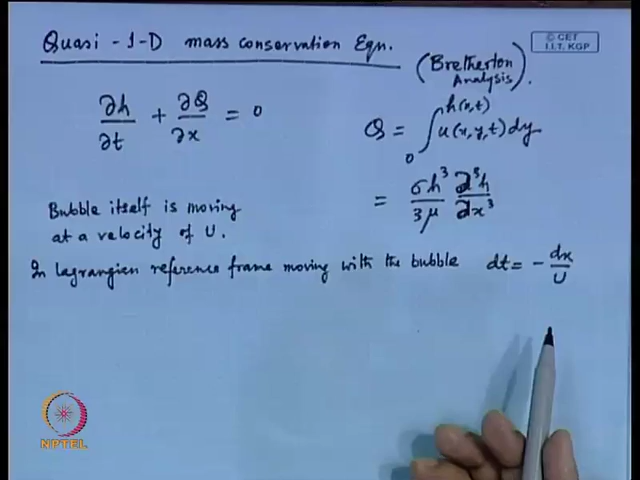 Quasi - 1-D mass conservation Eqn.
© CET
I.I.T. KGP
(Bretherton
Analysis).
∂h/∂t + ∂Q/∂x = 0
Q = ∫₀^h(x,t) u(x,y,t) dy
= σh³/3μ ∂³h/∂x³
Bubble itself is moving
at a velocity of U.
In Lagrangian reference frame moving with the bubble dt = - dx/U
NPTEL